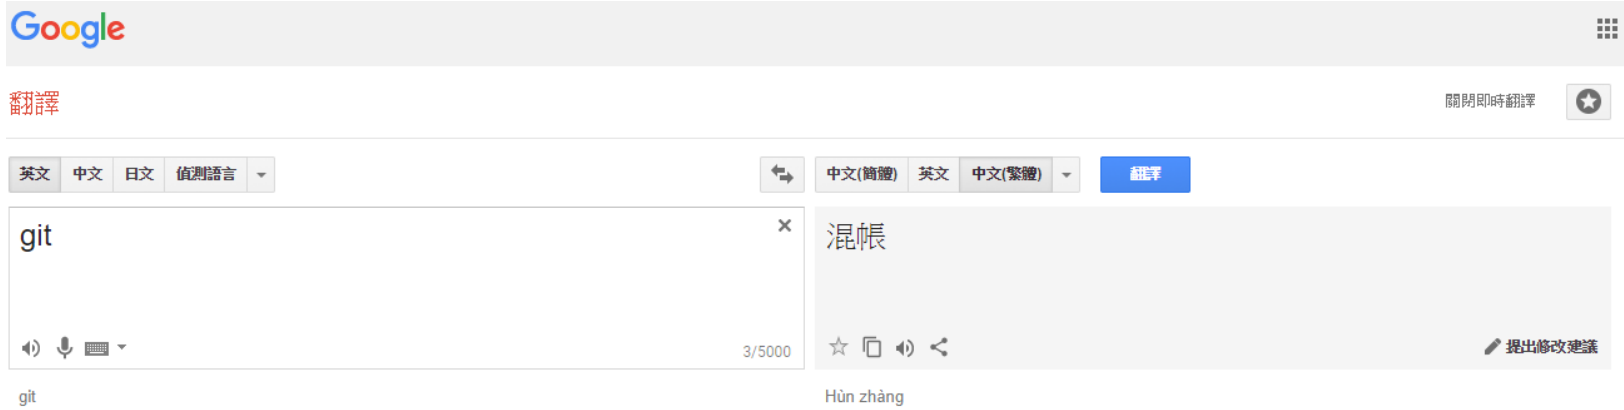 Google
翻譯
關閉即時翻譯
英文 中文 日文 偵測語言
中文(簡體) 英文 中文(繁體) 翻譯
git
混帳
3/5000
提出修改建議
git
Hùn zhàng